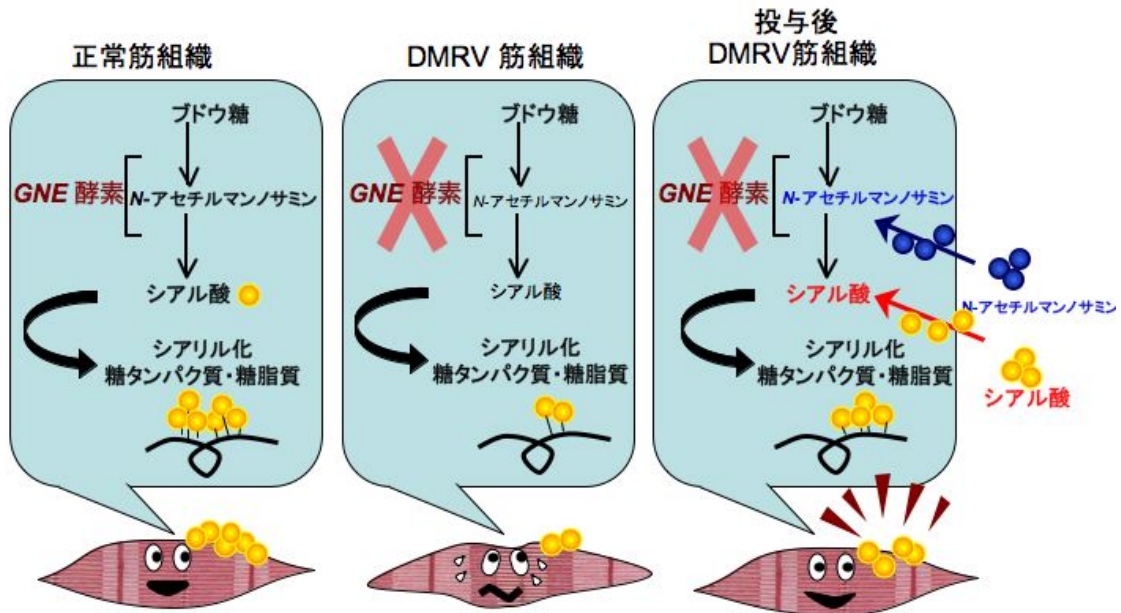 正常筋組織
ブドウ糖
GNE 酵素
N-アセチルマンノサミン
シアル酸
シアリル化
糖タンパク質・糖脂質
DMRV 筋組織
ブドウ糖
GNE 酵素
N-アセチルマンノサミン
シアル酸
シアリル化
糖タンパク質・糖脂質
投与後
DMRV筋組織
ブドウ糖
GNE 酵素
N-アセチルマンノサミン
シアル酸
シアリル化
糖タンパク質・糖脂質
N-アセチルマンノサミン
シアル酸